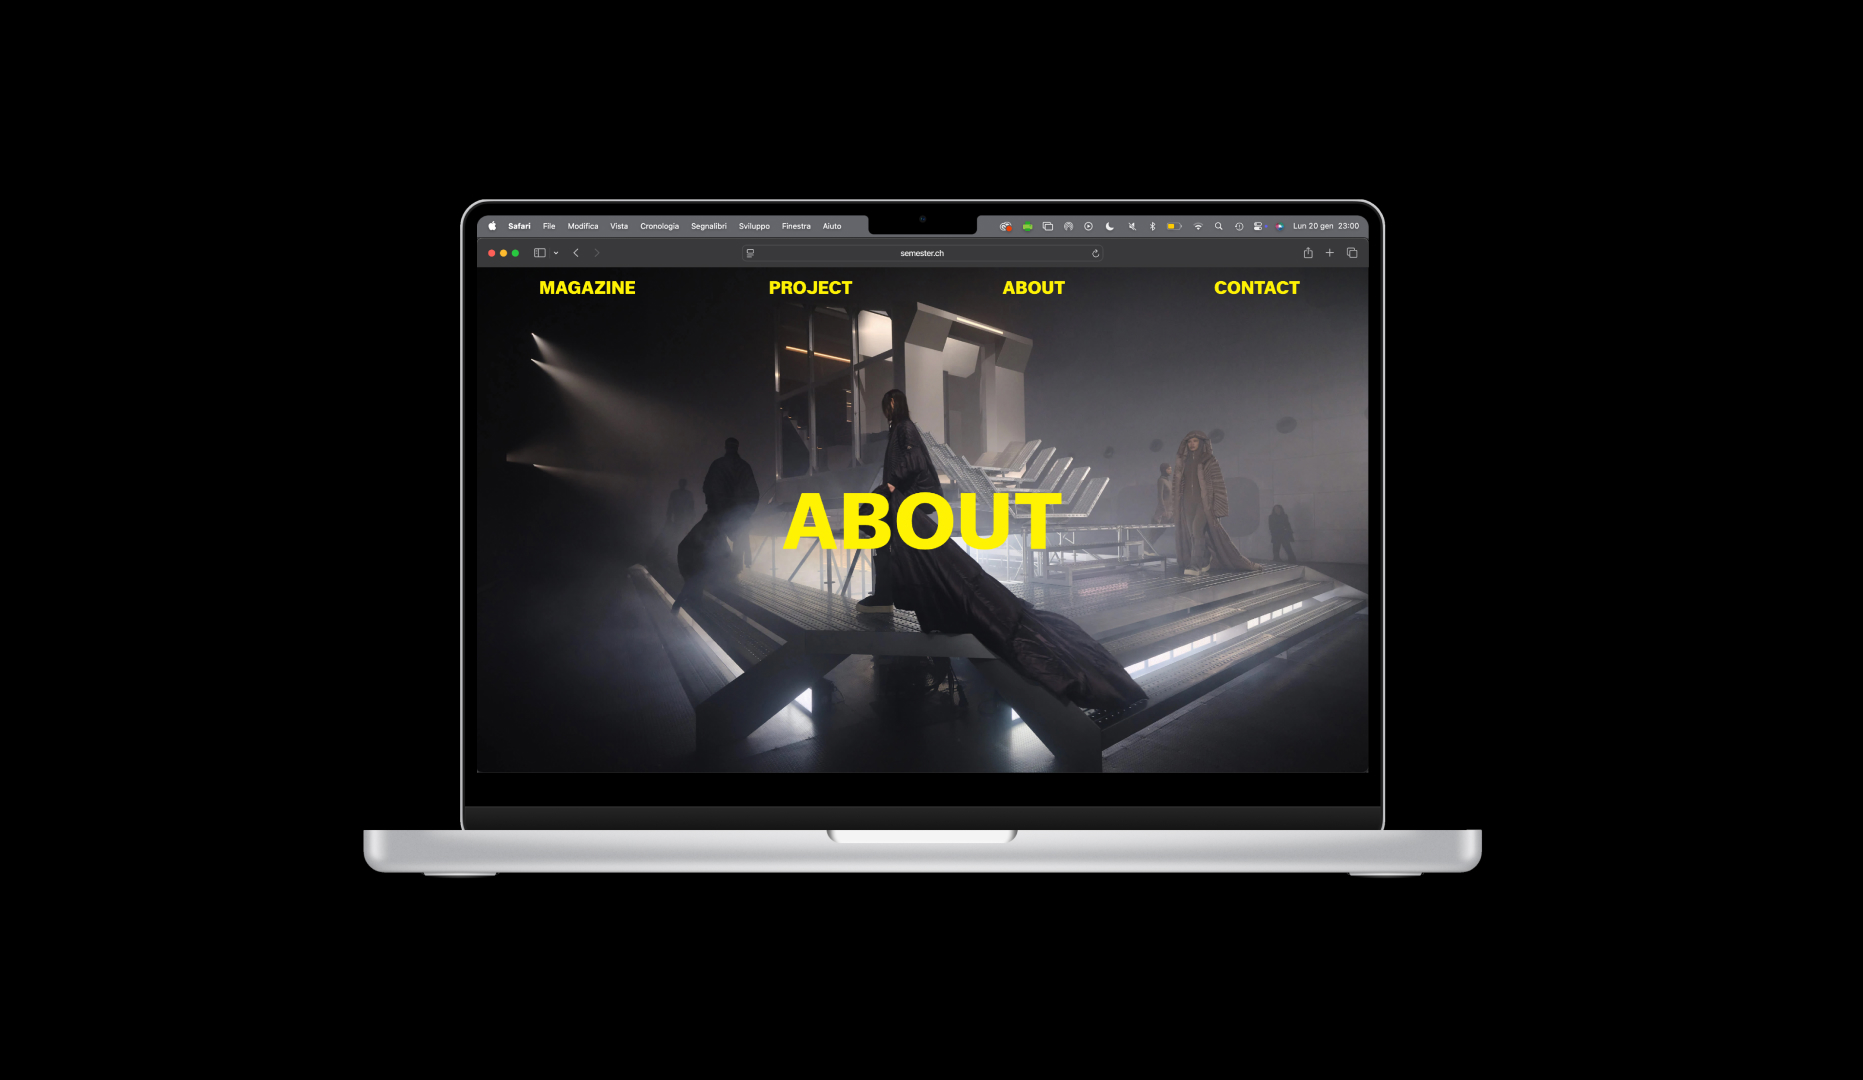 Safari File Modifica Vista Cronologia Segnalibri Sviluppo Finestra Aiuto Lun 20 gen 23:00
semester.ch
MAGAZINE PROJECT ABOUT CONTACT
ABOUT